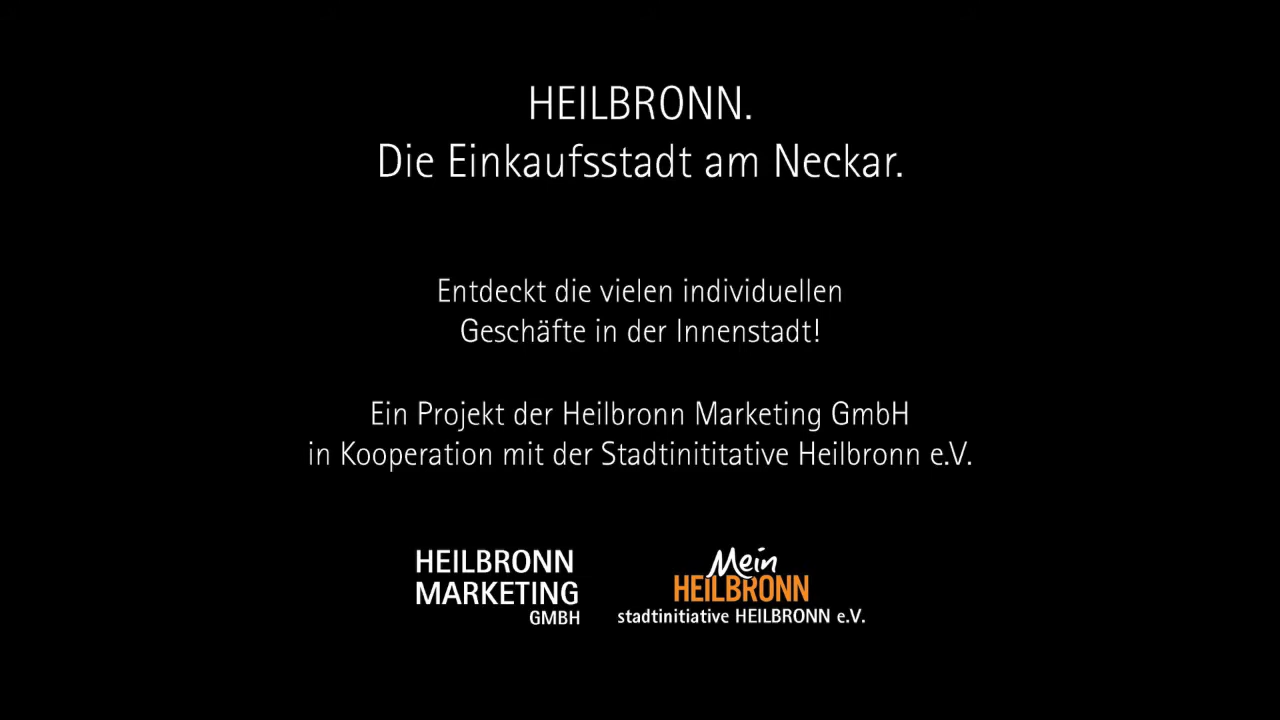 HEILBRONN.
Die Einkaufsstadt am Neckar.
Entdeckt die vielen individuellen
Geschäfte in der Innenstadt!
Ein Projekt der Heilbronn Marketing GmbH
in Kooperation mit der Stadtinititative Heilbronn e.V.
HEILBRONN
MARKETING
GMBH
Mein
HEILBRONN
stadtinitiative HEILBRONN e.V.